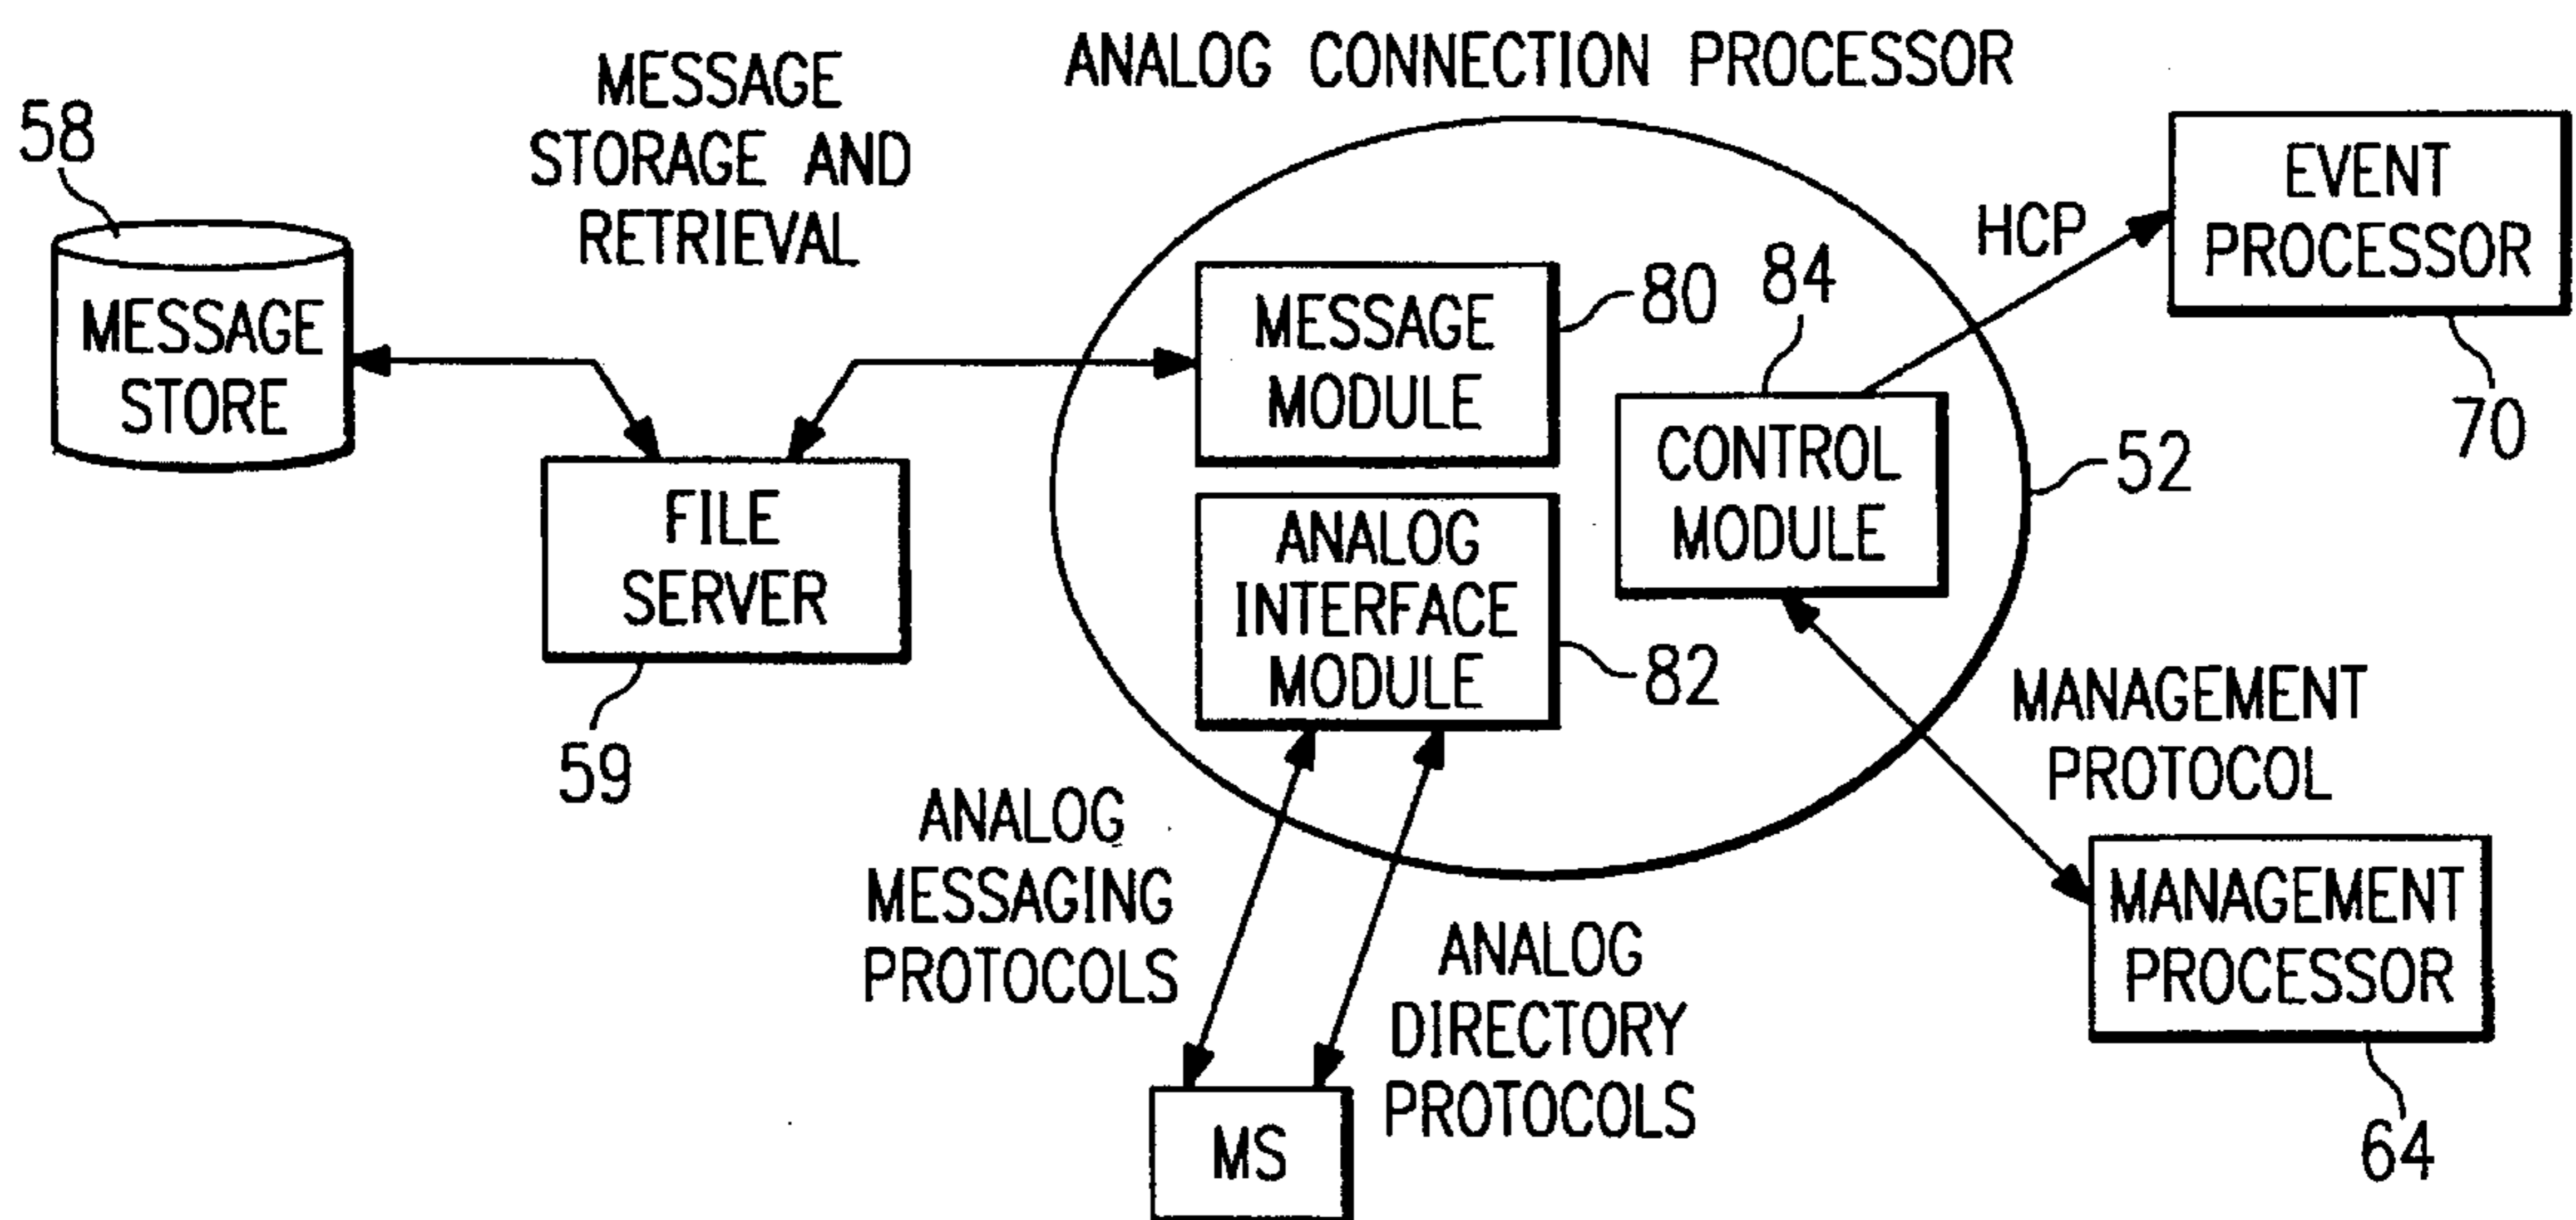 ANALOG CONNECTION PROCESSOR
MESSAGE
STORAGE AND
RETRIEVAL
58
MESSAGE
STORE
FILE
SERVER
59
MESSAGE
MODULE
80
ANALOG
INTERFACE
MODULE
82
84
CONTROL
MODULE
HCP
EVENT
PROCESSOR
70
52
MANAGEMENT
PROTOCOL
MANAGEMENT
PROCESSOR
64
ANALOG
MESSAGING
PROTOCOLS
ANALOG
DIRECTORY
PROTOCOLS
MS